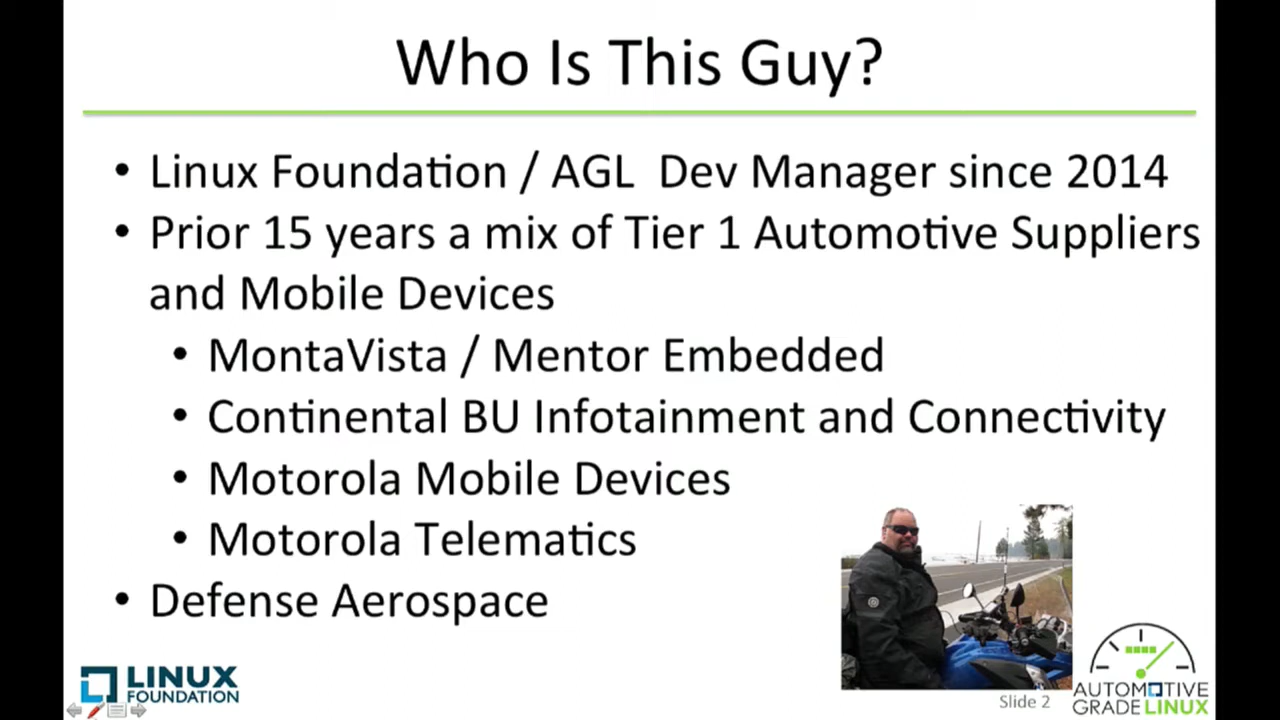 Who Is This Guy?
• Linux Foundation / AGL  Dev Manager since 2014
• Prior 15 years a mix of Tier 1 Automotive Suppliers
and Mobile Devices
• MontaVista / Mentor Embedded
• Continental BU Infotainment and Connectivity
• Motorola Mobile Devices
• Motorola Telematics
• Defense Aerospace
LINUX
FOUNDATION
Slide 2
AUTOMOTIVE
GRADELINUX